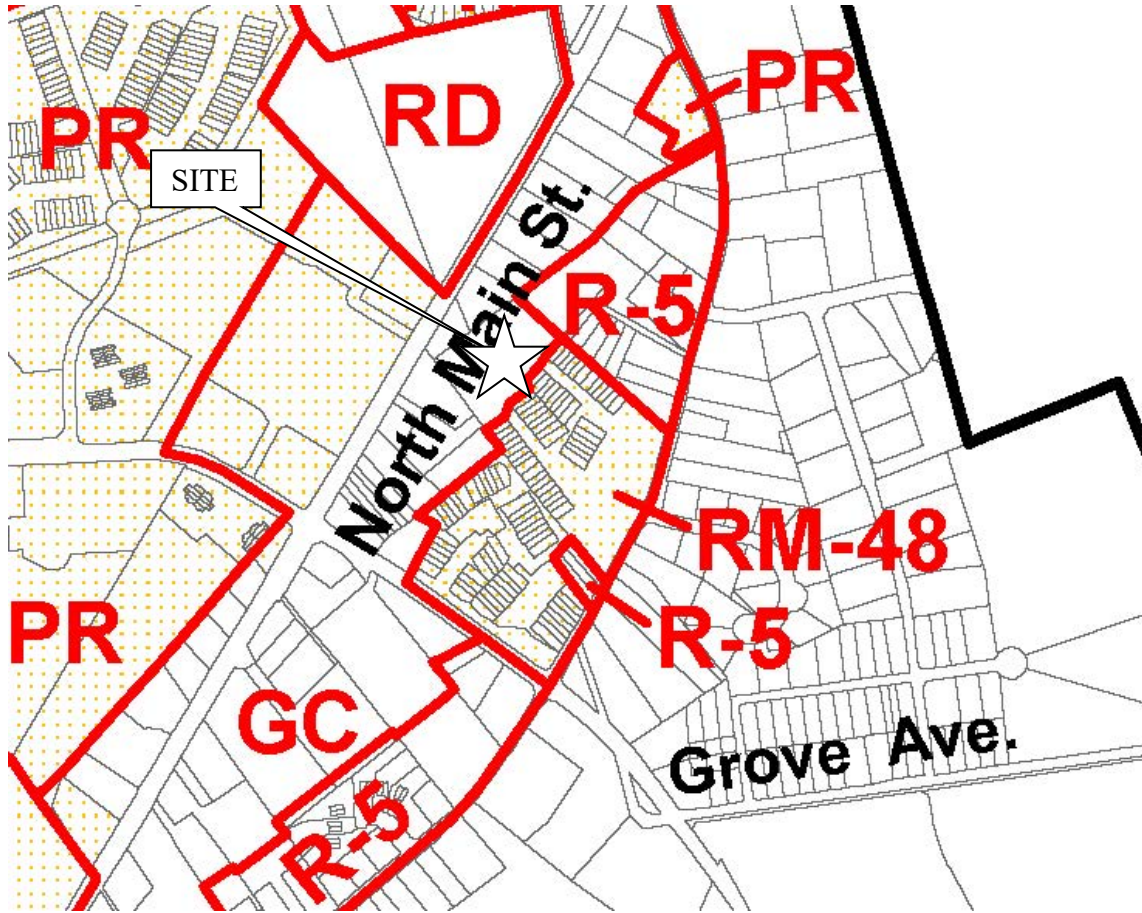 PR
RD
PR
SITE
North Main St.
R-5
RM-48
R-5
PR
GC
Grove Ave.
R-5